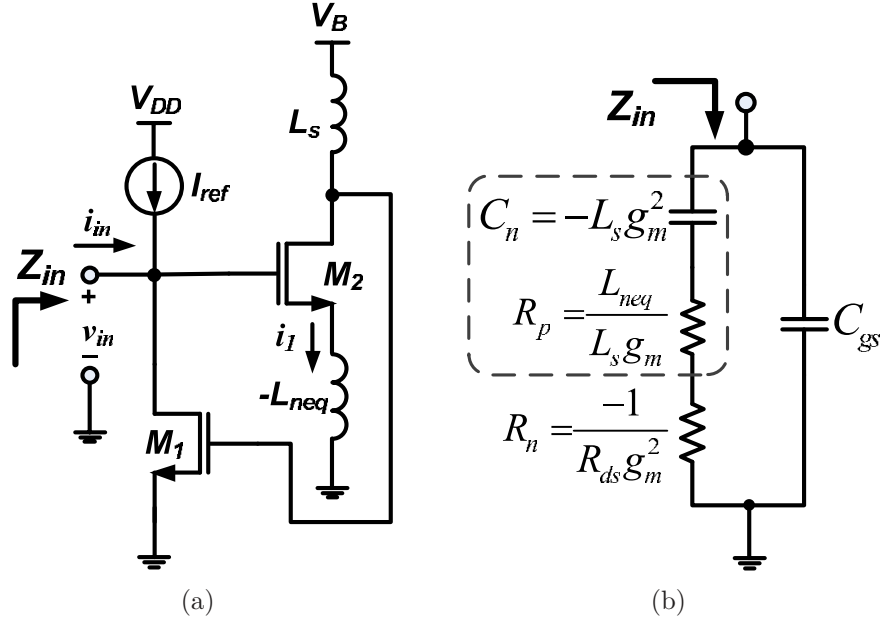 V_B
V_DD
L_s
I_ref
i_in
Z_in
+
v_in
−
M_2
i_1
-L_neq
M_1
(a)
Z_in
C_n = -L_s g_m^2
R_p = L_neq / L_s g_m
C_gs
R_n = -1 / R_ds g_m^2
(b)